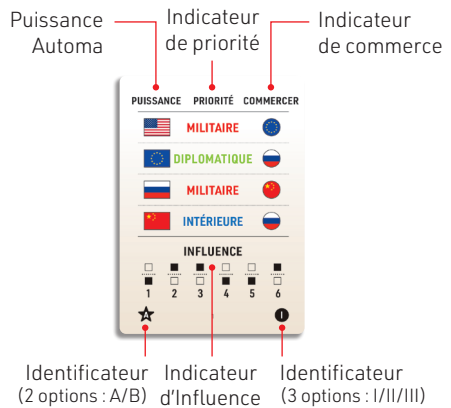 Puissance
Automa
Indicateur
de priorité
Indicateur
de commerce
PUISSANCE PRIORITÉ COMMERCER
MILITAIRE
DIPLOMATIQUE
MILITAIRE
INTÉRIEURE
INFLUENCE
1 2 3 4 5 6
A I
Identificateur
(2 options : A/B)
Indicateur
d'Influence
Identificateur
(3 options : I/II/III)